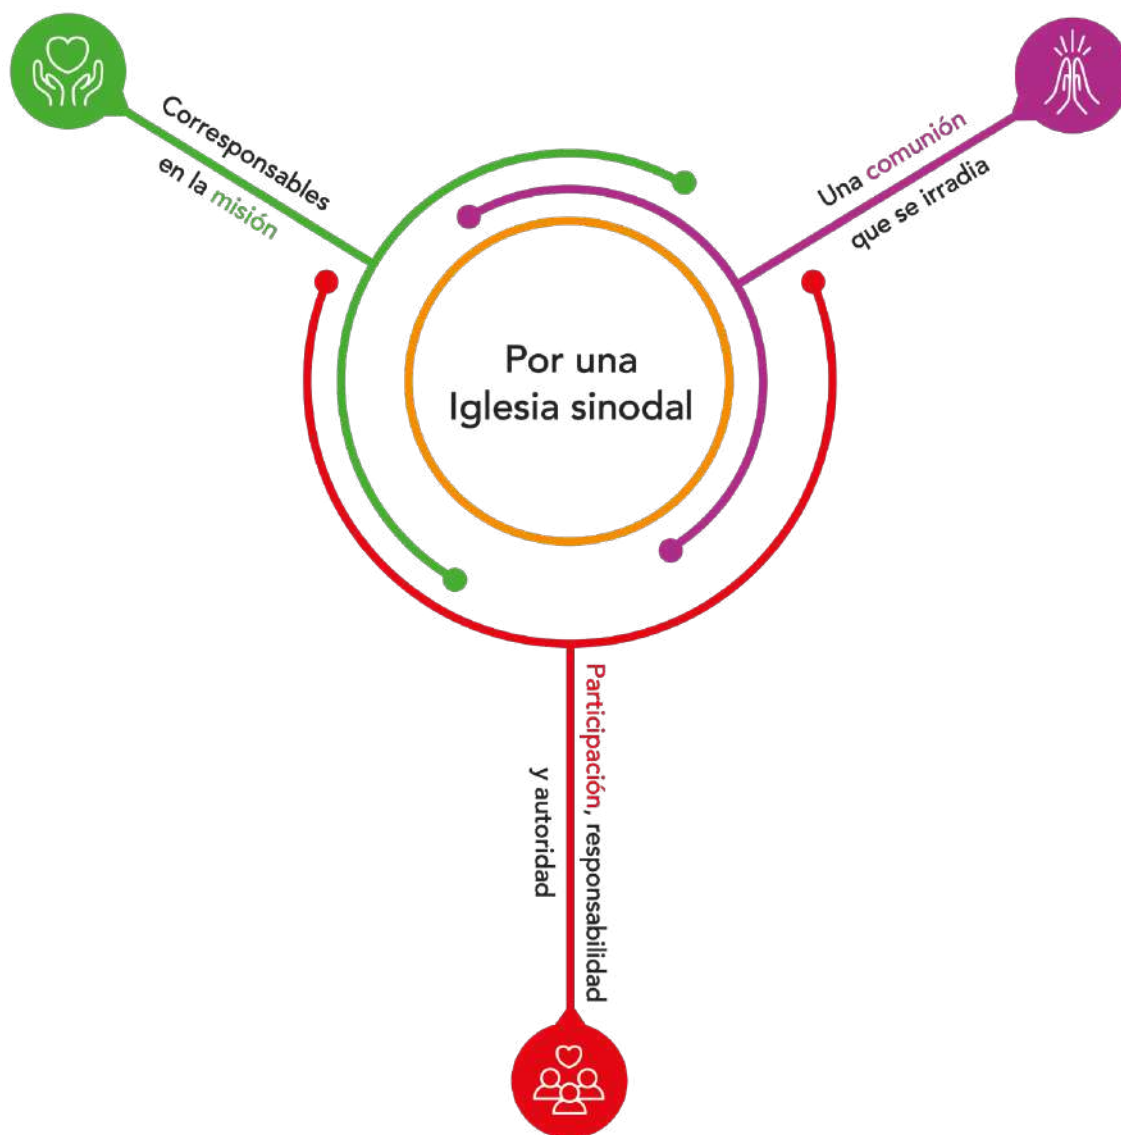 Corresponsables
en la misión
Una comunión
que se irradia
Por una
Iglesia sinodal
Participación, responsabilidad
y autoridad